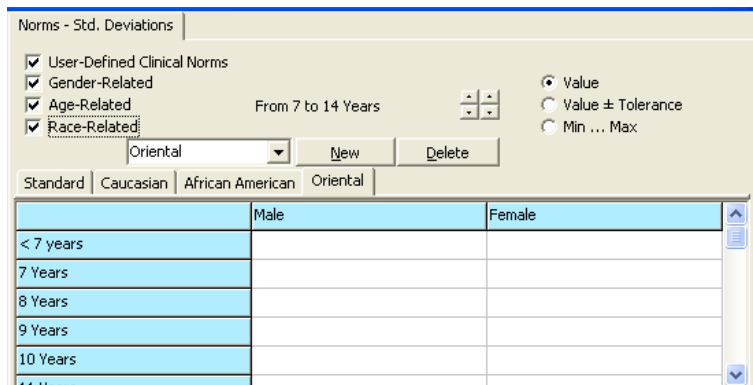 Norms - Std. Deviations
User-Defined Clinical Norms
Gender-Related
Age-Related
From 7 to 14 Years
Race-Related
Value
Value ± Tolerance
Min ... Max
Oriental
New
Delete
Standard
Caucasian
African American
Oriental
Male
Female
< 7 years
7 Years
8 Years
9 Years
10 Years